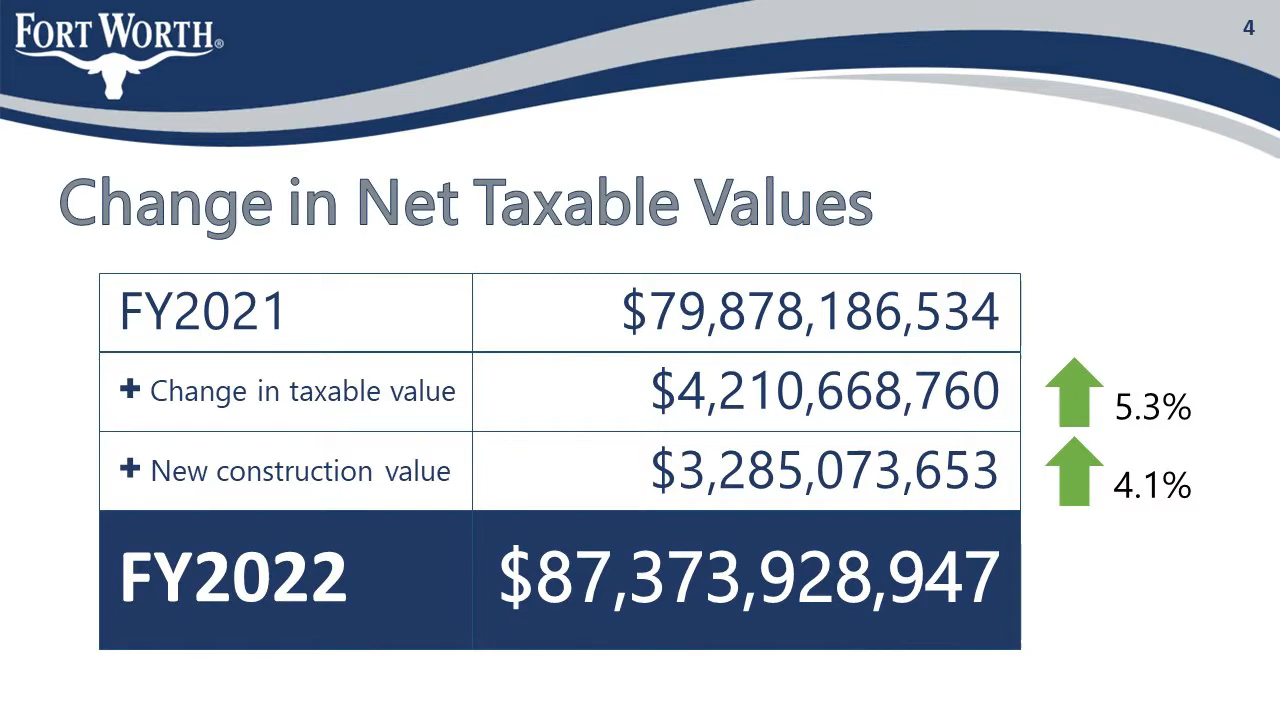 FORT WORTH®
4
Change in Net Taxable Values
FY2021 $79,878,186,534
+ Change in taxable value $4,210,668,760 5.3%
+ New construction value $3,285,073,653 4.1%
FY2022 $87,373,928,947